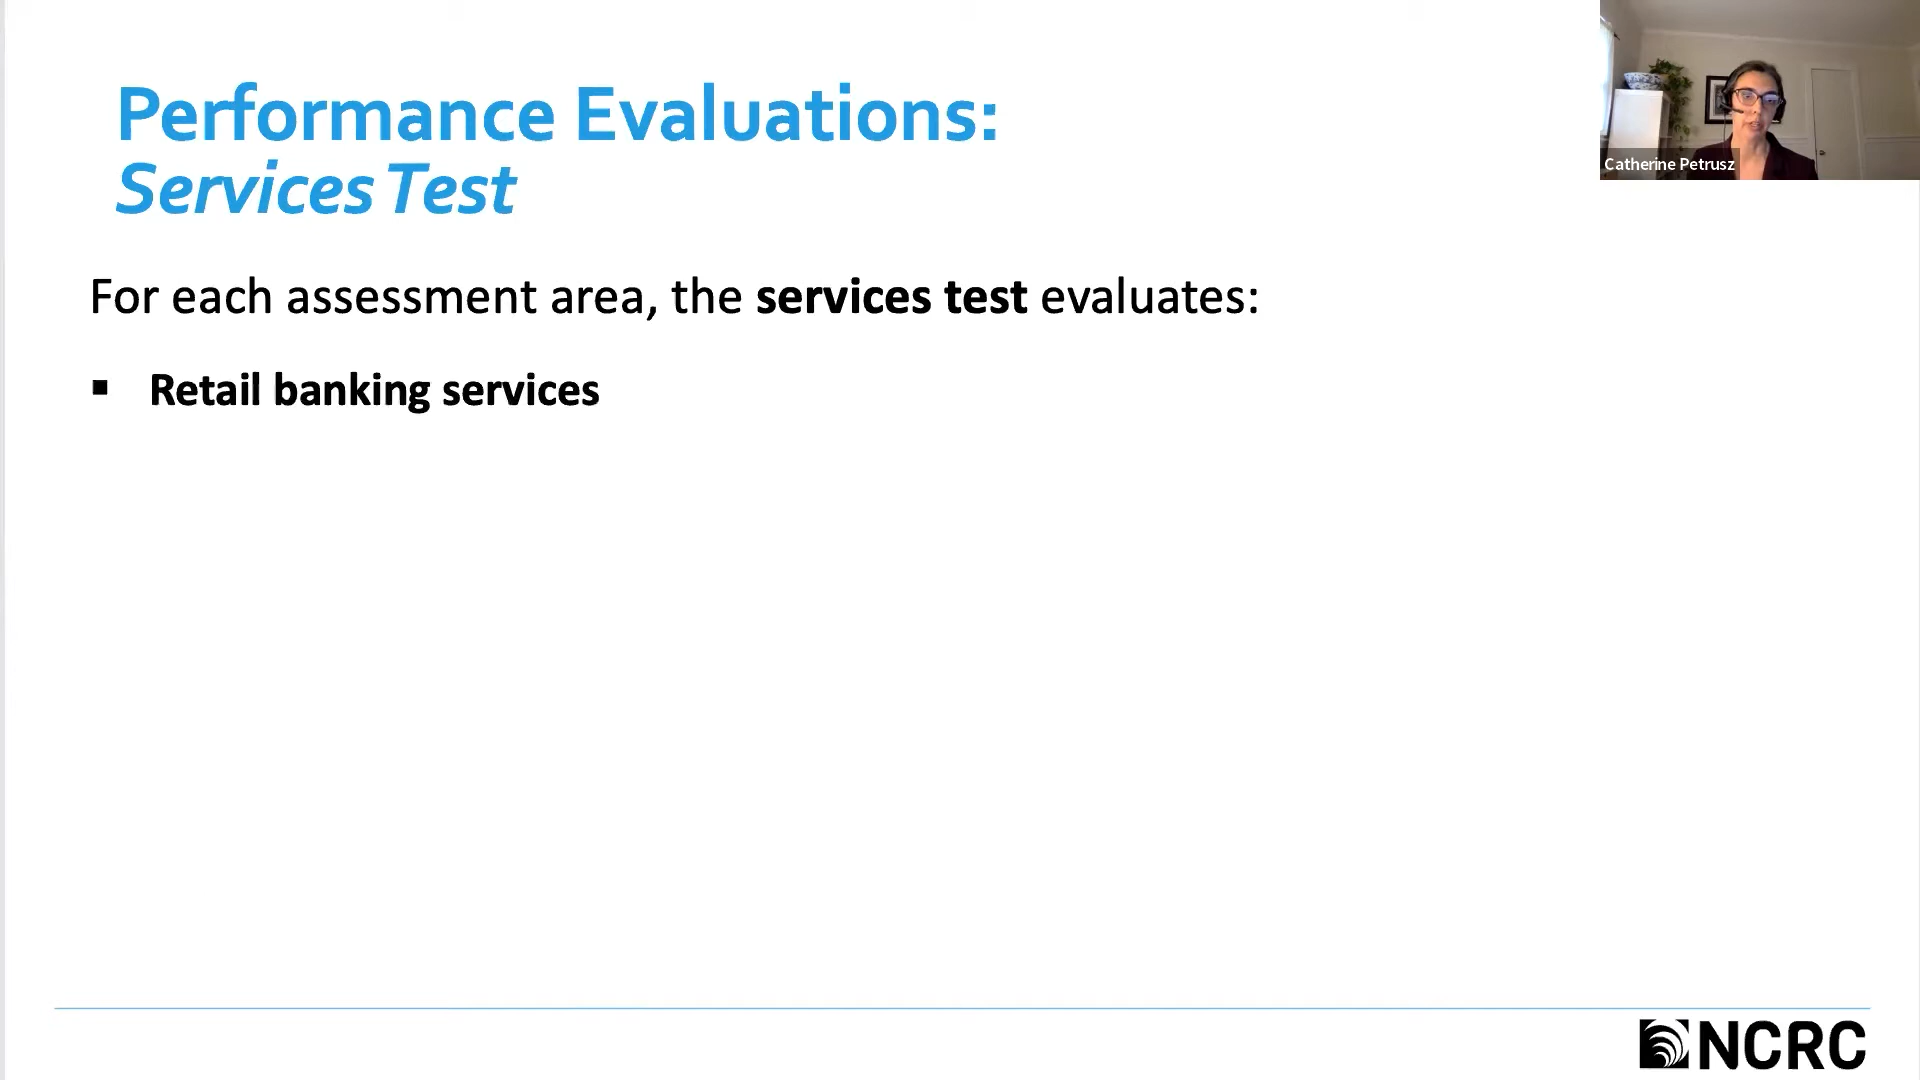 Performance Evaluations:
Services Test
Catherine Petrusz
For each assessment area, the services test evaluates:
▪ Retail banking services
NCRC